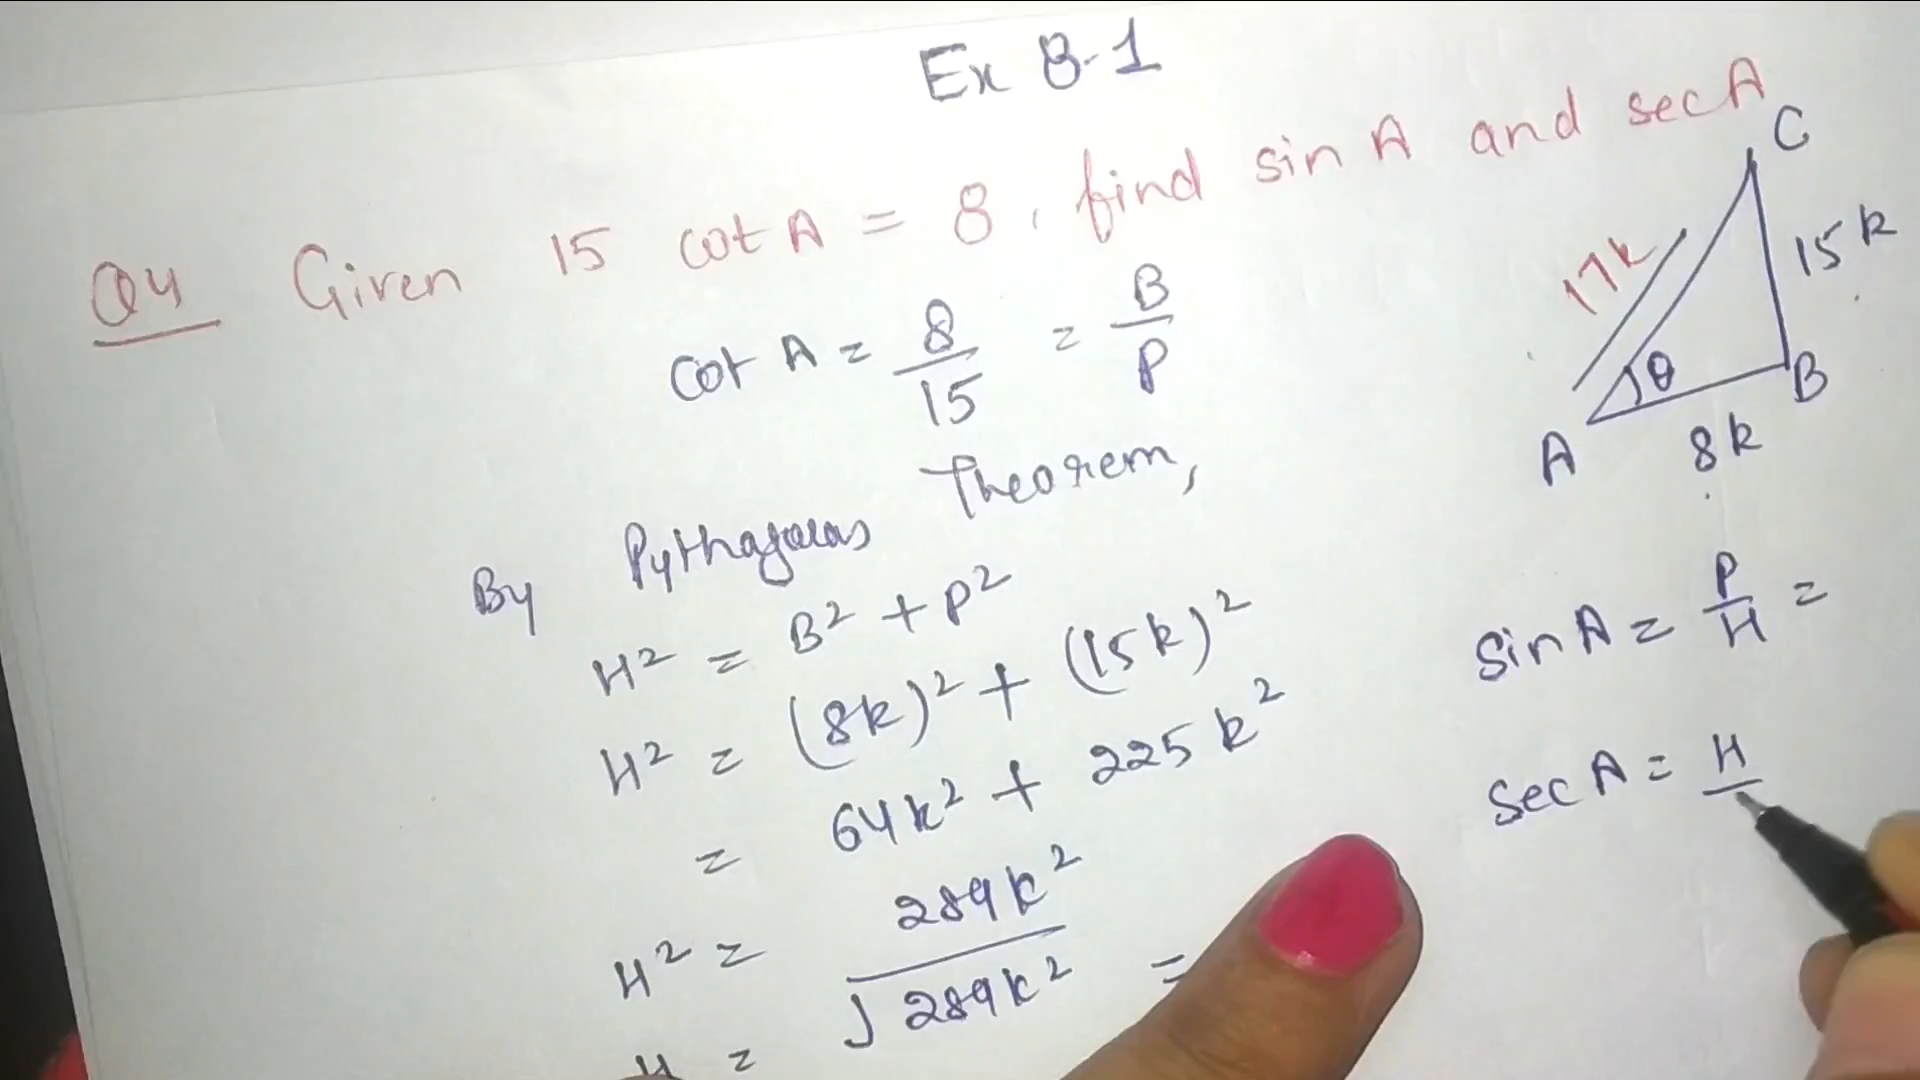 Ex 8.1
Q4 Given 15 cot A = 8, find sin A and sec A
cot A = 8/15 = B/P
C
17k
15k
θ
A
B
8k
By Pythagoras Theorem,
H² = B² + P²
H² = (8k)² + (15k)²
= 64k² + 225k²
H² = 289k²
H = √289k² =
sin A = P/H =
sec A = H